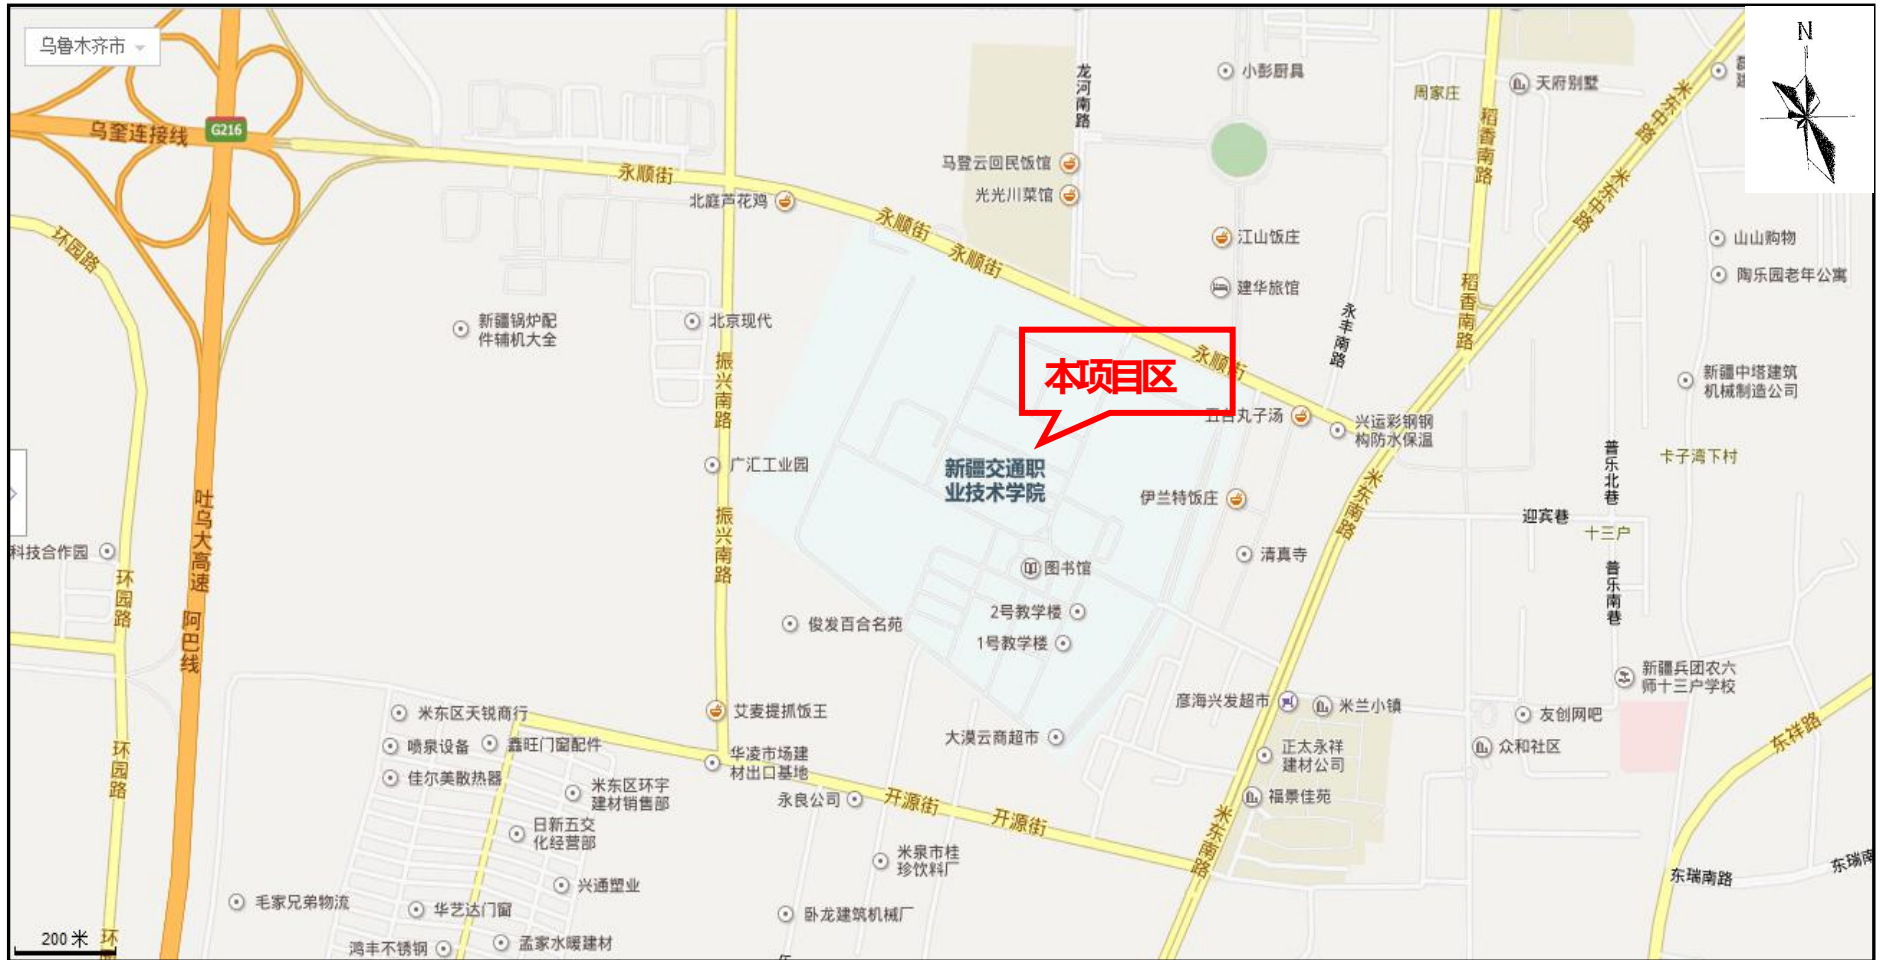 乌鲁木齐市
N
G216
乌奎连接线
永顺街
北庭芦花鸡
龙河南路
小彭厨具
周家庄
天府别墅
稻香南路
米东中路
马登云回民饭馆
光光川菜馆
永顺街
永顺街
江山饭庄
建华旅馆
米东中路
山山购物
陶乐园老年公寓
环园路
新疆锅炉配
件辅机大全
北京现代
永丰南路
稻香南路
振兴南路
本项目区
永顺街
五台丸子汤
兴运彩钢钢
构防水保温
新疆中塔建筑
机械制造公司
卡子湾下村
广汇工业园
新疆交通职
业技术学院
伊兰特饭庄
米东南路
普乐北巷
迎宾巷
十三户
吐乌大高速
振兴南路
科技合作园
环园路
清真寺
图书馆
2号教学楼
1号教学楼
普乐南巷
阿巴线
俊发百合名苑
新疆兵团农六
师十三户学校
彦海兴发超市
米兰小镇
友创网吧
众和社区
东祥路
米东区天锐商行
艾麦提抓饭王
喷泉设备
鑫旺门窗配件
大漠云商超市
正太永祥
建材公司
华凌市场建
材出口基地
环园路
佳尔美散热器
米东区环宇
建材销售部
永良公司
开源街
开源街
福景佳苑
日新五交
化经营部
米东南路
米泉市桂
珍饮料厂
东瑞南路
东瑞南
兴通塑业
毛家兄弟物流
华艺达门窗
卧龙建筑机械厂
200 米
环
鸿丰不锈钢
孟家水暖建材